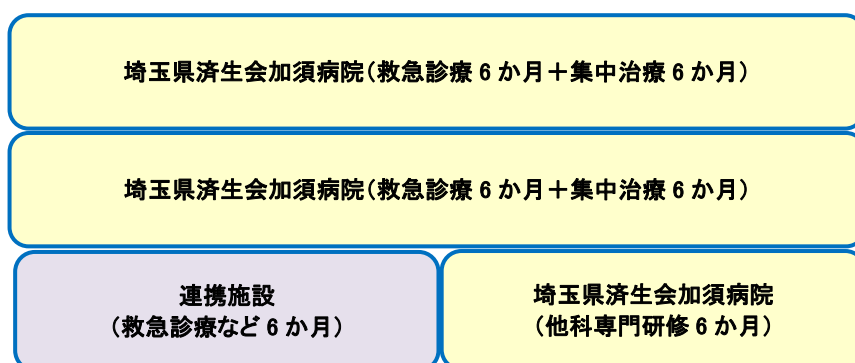 埼玉県済生会加須病院（救急診療 6 か月＋集中治療 6 か月）
埼玉県済生会加須病院（救急診療 6 か月＋集中治療 6 か月）
連携施設
（救急診療など 6 か月）
埼玉県済生会加須病院
（他科専門研修 6 か月）